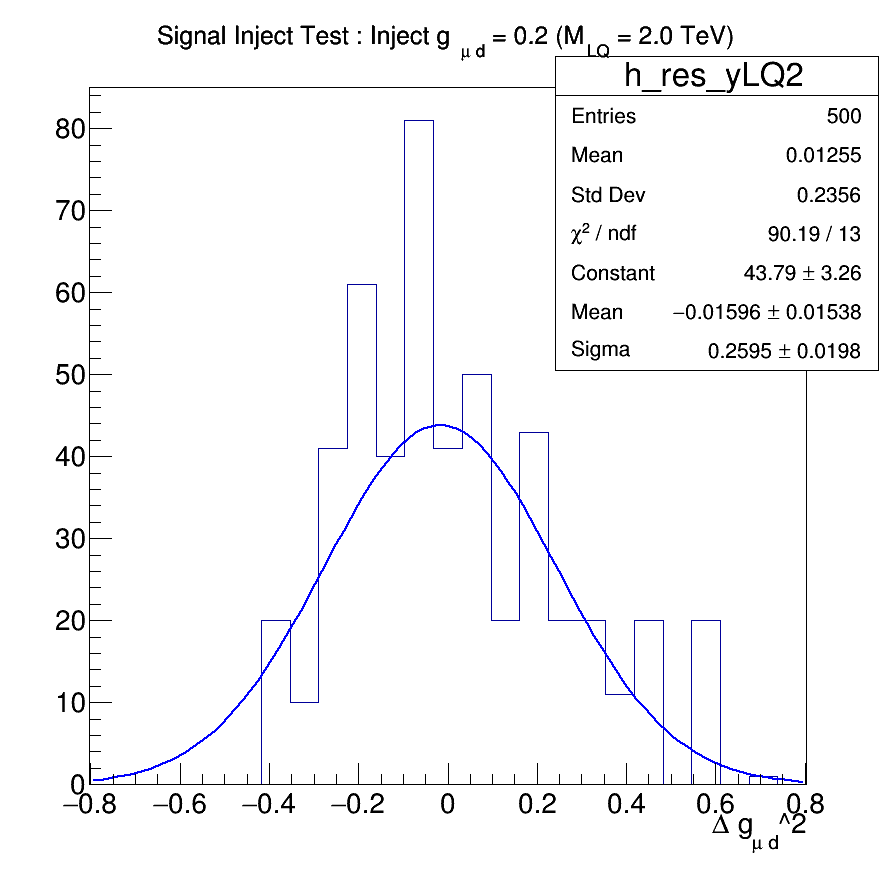 Signal Inject Test : Inject g μ d = 0.2 (M LQ = 2.0 TeV)
h_res_yLQ2
Entries 500
Mean 0.01255
Std Dev 0.2356
χ² / ndf 90.19 / 13
Constant 43.79 ± 3.26
Mean −0.01596 ± 0.01538
Sigma 0.2595 ± 0.0198
80
70
60
50
40
30
20
10
0
−0.8 −0.6 −0.4 −0.2 0 0.2 0.4 0.6 0.8
Δ g μ d ^2